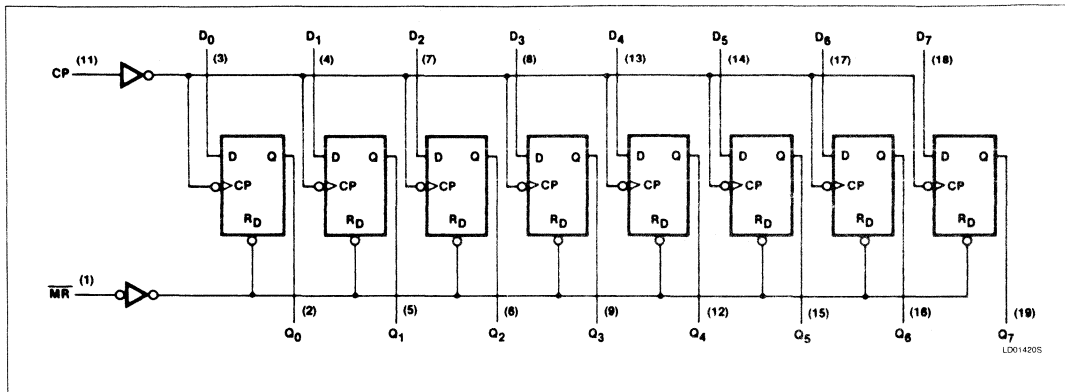 D0 D1 D2 D3 D4 D5 D6 D7
(11) (3) (4) (7) (8) (13) (14) (17) (18)
CP
D Q D Q D Q D Q D Q D Q D Q D Q
CP CP CP CP CP CP CP CP
RD RD RD RD RD RD RD RD
(1)
MR
(2) (5) (6) (9) (12) (15) (16) (19)
Q0 Q1 Q2 Q3 Q4 Q5 Q6 Q7
LD01420S